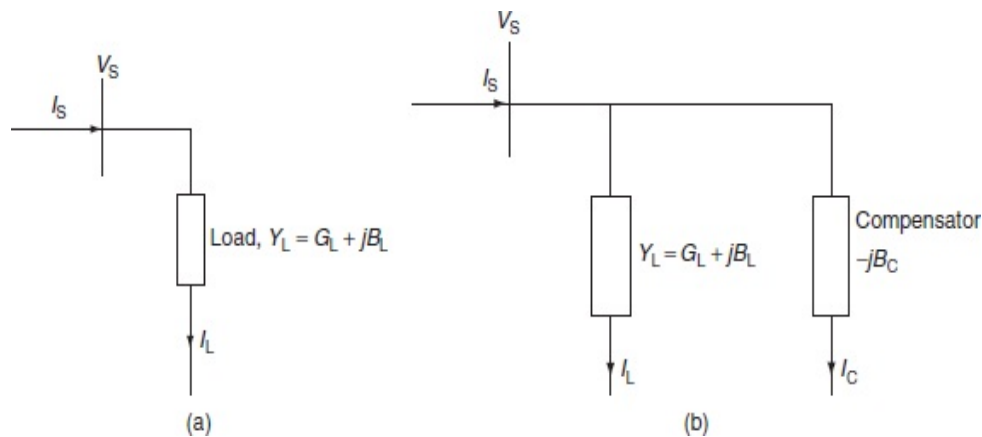 V_S
I_S
Load, Y_L = G_L + jB_L
I_L
(a)
V_S
I_S
Y_L = G_L + jB_L
Compensator
–jB_C
I_L
I_C
(b)